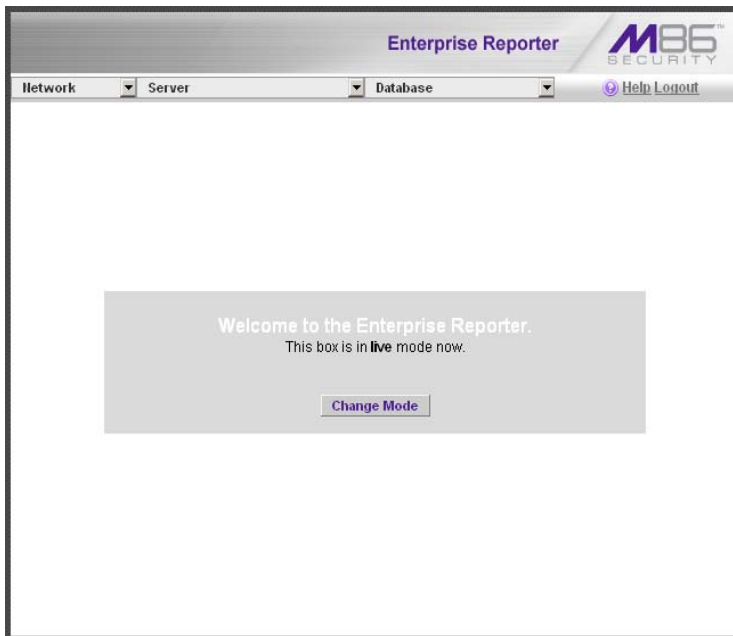 Enterprise Reporter
M86™
SECURITY
Network
Server
Database
Help Logout
Welcome to the Enterprise Reporter.
This box is in live mode now.
Change Mode